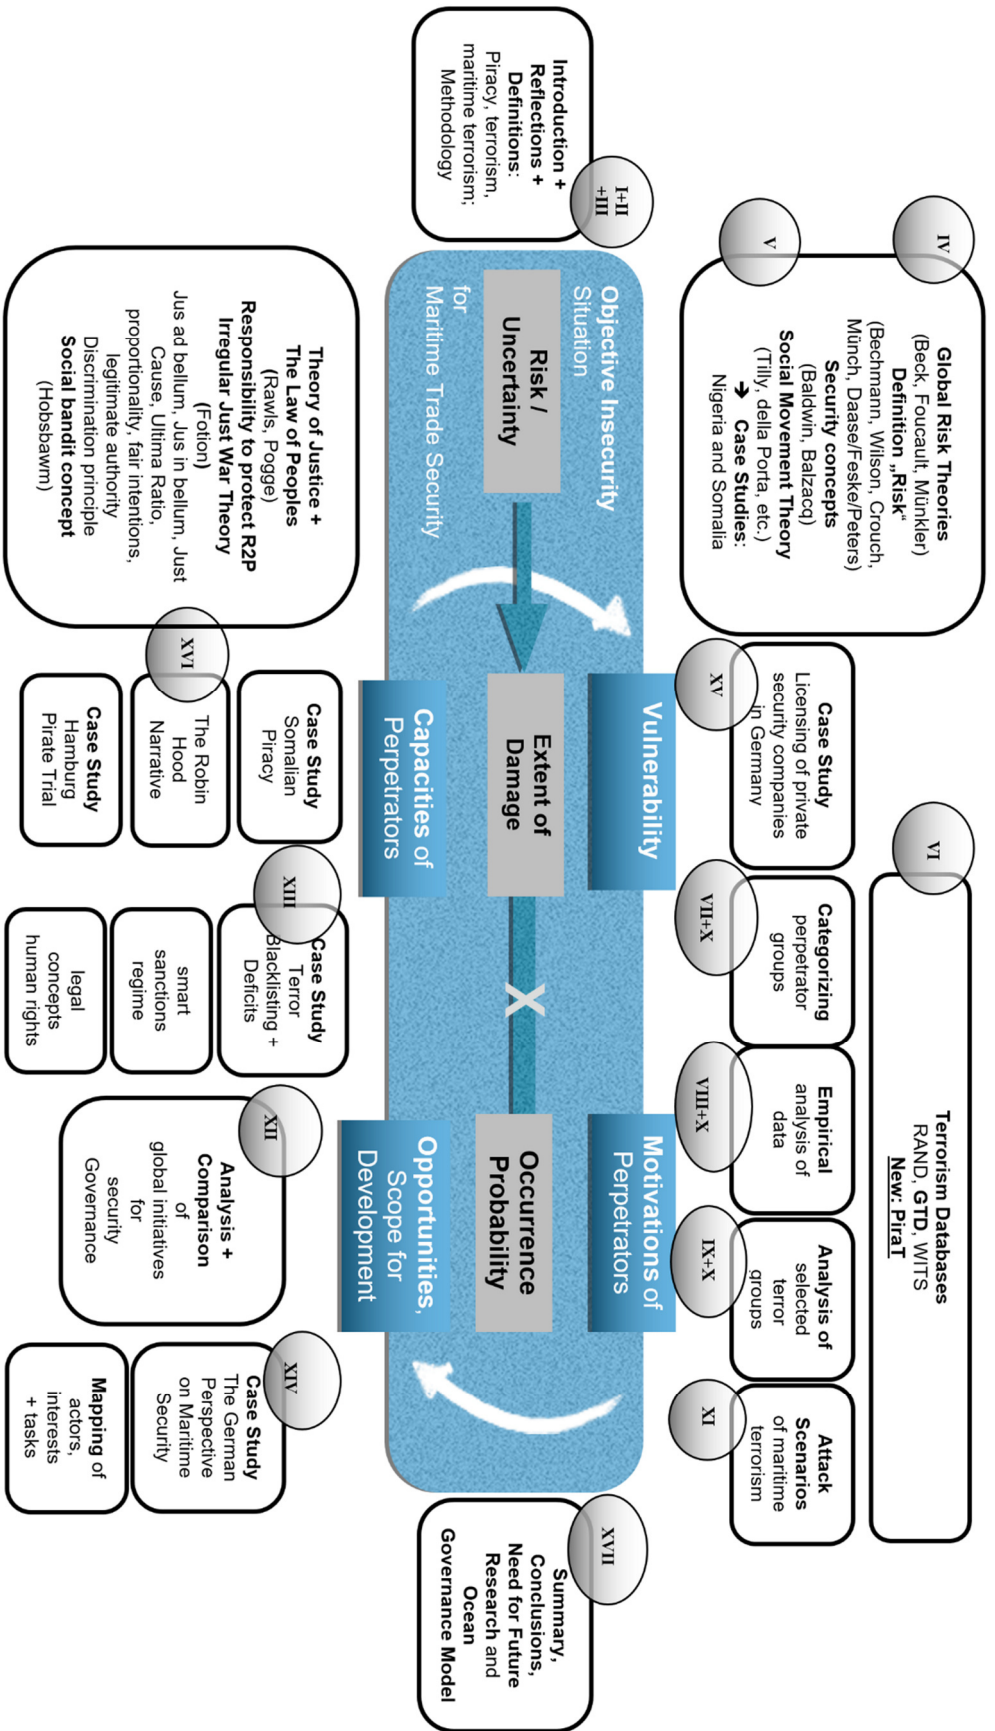 I+II
+III
Introduction +
Reflections +
Definitions:
Piracy, terrorism,
maritime terrorism;
Methodology
IV
V
Global Risk Theories
(Beck, Foucault, Münkler)
Definition „Risk“
(Bechmann, Wilson, Crouch,
Münch, Daase/Feske/Peters)
Security concepts
(Baldwin, Balzacq)
Social Movement Theory
(Tilly, della Porta, etc.)
➔ Case Studies:
Nigeria and Somalia
VI
Terrorism Databases
RAND, GTD, WITS
New: PiraT
XV
Case Study
Licensing of private
security companies
in Germany
VII+X
Categorizing
perpetrator
groups
VIII+X
Empirical
analysis of
data
IX+X
Analysis of
selected
terror
groups
XI
Attack
Scenarios
of maritime
terrorism
Objective Insecurity
Situation
Risk /
Uncertainty
for
Maritime Trade Security
Vulnerability
Extent of
Damage
Capacities of
Perpetrators
X
Motivations of
Perpetrators
Occurrence
Probability
Opportunities,
Scope for
Development
XVII
Summary,
Conclusions,
Need for Future
Research and
Ocean
Governance Model
Theory of Justice +
The Law of Peoples
(Rawls, Pogge)
Responsibility to protect R2P
Irregular Just War Theory
(Fotion)
Jus ad bellum, Jus in bellum, Just
Cause, Ultima Ratio,
proportionality, fair intentions,
legitimate authority
Discrimination principle
Social bandit concept
(Hobsbawm)
XVI
Case Study
Somalian
Piracy
The Robin
Hood
Narrative
Case Study
Hamburg
Pirate Trial
XIII
Case Study
Terror
Blacklisting +
Deficits
smart
sanctions
regime
legal
concepts
human rights
XII
Analysis +
Comparison
of
global initiatives
for
security
Governance
XIV
Case Study
The German
Perspective
on Maritime
Security
Mapping of
actors,
interests
+ tasks